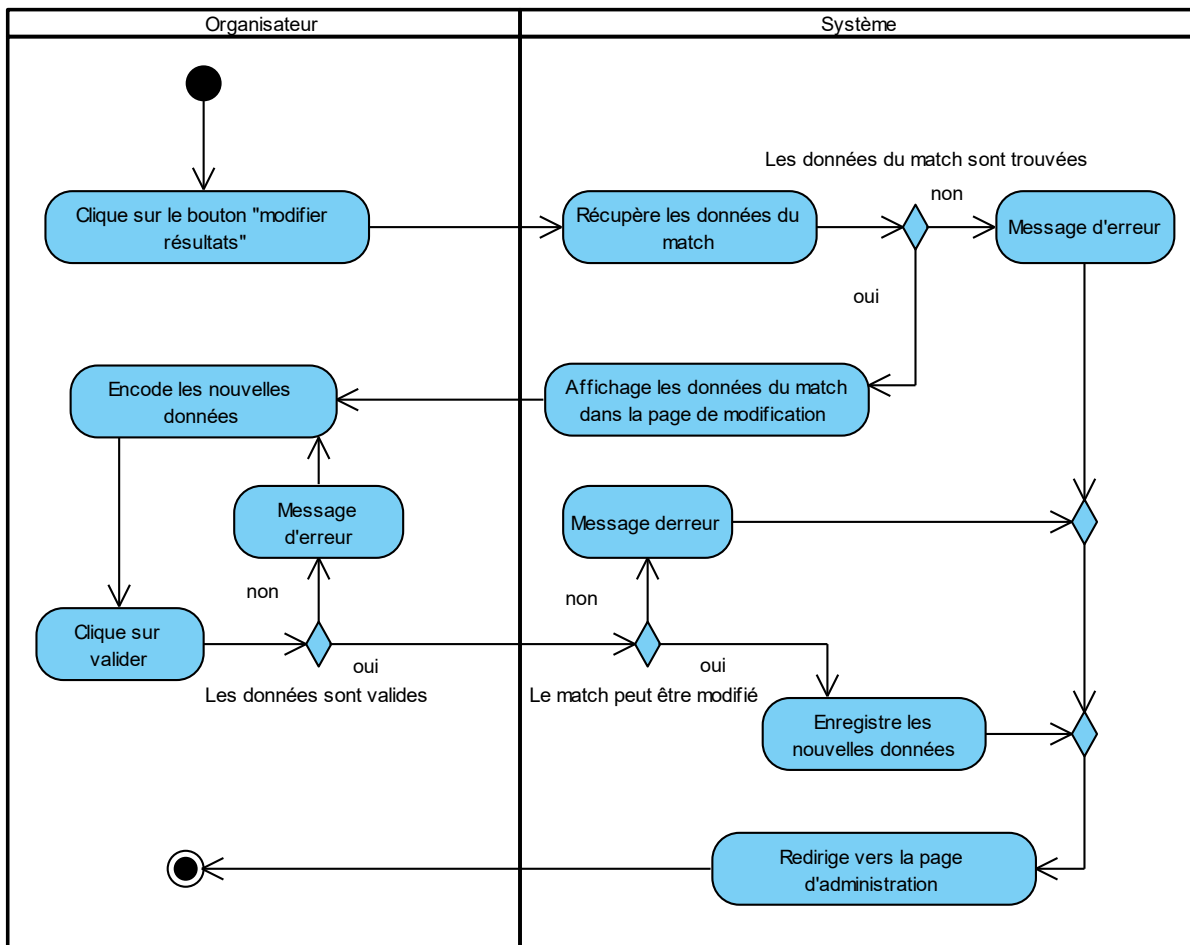 Organisateur
Système
Les données du match sont trouvées
non
Clique sur le bouton "modifier
résultats"
Récupère les données du
match
Message d'erreur
oui
Encode les nouvelles
données
Affichage les données du match
dans la page de modification
Message
d'erreur
Message derreur
non
non
Clique sur
valider
oui
oui
Les données sont valides
Le match peut être modifié
Enregistre les
nouvelles données
Redirige vers la page
d'administration